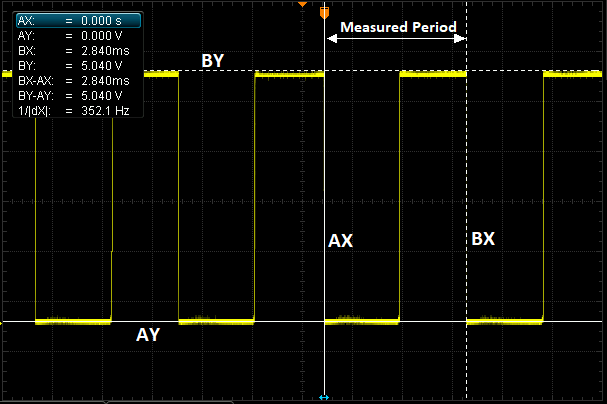 AX: = 0.000 s
AY: = 0.000 V
BX: = 2.840ms
BY: = 5.040 V
BX-AX: = 2.840ms
BY-AY: = 5.040 V
1/|dX|: = 352.1 Hz
Measured Period
BY
AX
BX
AY